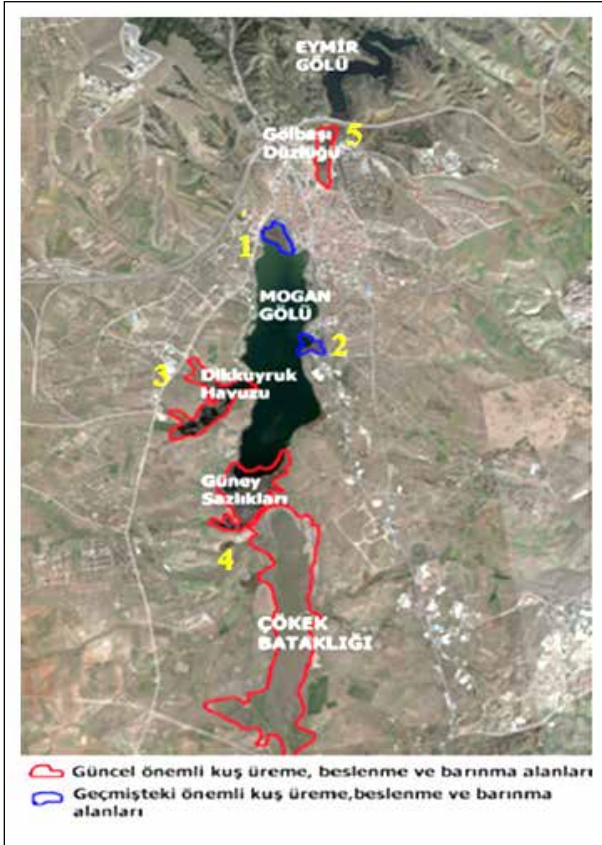 EYMİR
GÖLÜ
5
Gölbaşı
Düzlüğü
1
MOGAN
GÖLÜ
2
3
Dikkuyruk
Havuzu
Güney
Sazlıkları
4
ÇÖKEK
BATAKLIĞI
Güncel önemli kuş üreme, beslenme ve barınma alanları
Geçmişteki önemli kuş üreme,beslenme ve barınma
alanları